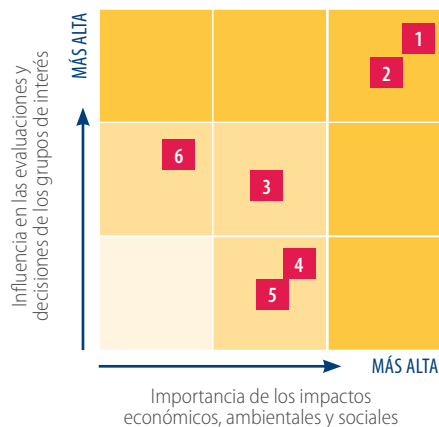 MÁS ALTA
Influencia en las evaluaciones y
decisiones de los grupos de interés
1
2
6
3
4
5
MÁS ALTA
Importancia de los impactos
económicos, ambientales y sociales